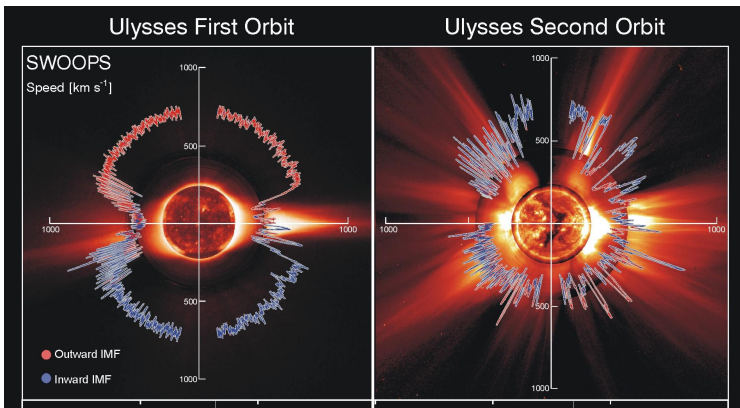 Ulysses First Orbit
Ulysses Second Orbit
SWOOPS
Speed [km s⁻¹]
1000
500
1000
1000
500
1000
Outward IMF
Inward IMF
1000
500
1000
1000
500
1000